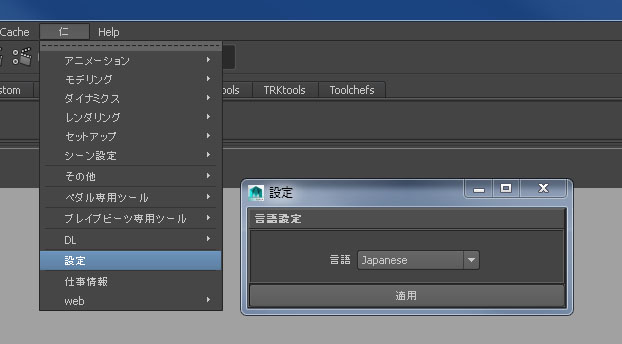 Cache 仁 Help
stom ools TRKtools Toolchefs
アニメーション
モデリング
ダイナミクス
レンダリング
セットアップ
シーン設定
その他
ペダル専用ツール
ブレイブビーツ専用ツール
DL
設定
仕事情報
web
設定
言語設定
言語 Japanese
適用